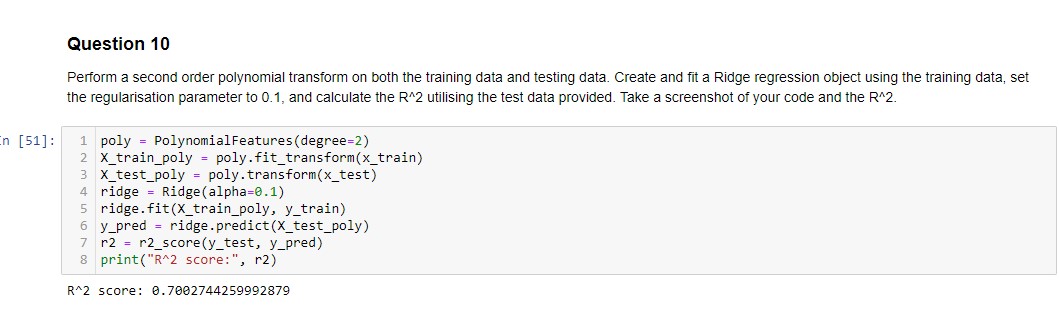 Question 10
Perform a second order polynomial transform on both the training data and testing data. Create and fit a Ridge regression object using the training data, set
the regularisation parameter to 0.1, and calculate the R^2 utilising the test data provided. Take a screenshot of your code and the R^2.
n [51]:
1 poly = PolynomialFeatures(degree=2)
2 X_train_poly = poly.fit_transform(x_train)
3 X_test_poly = poly.transform(x_test)
4 ridge = Ridge(alpha=0.1)
5 ridge.fit(X_train_poly, y_train)
6 y_pred = ridge.predict(X_test_poly)
7 r2 = r2_score(y_test, y_pred)
8 print("R^2 score:", r2)
R^2 score: 0.7002744259992879